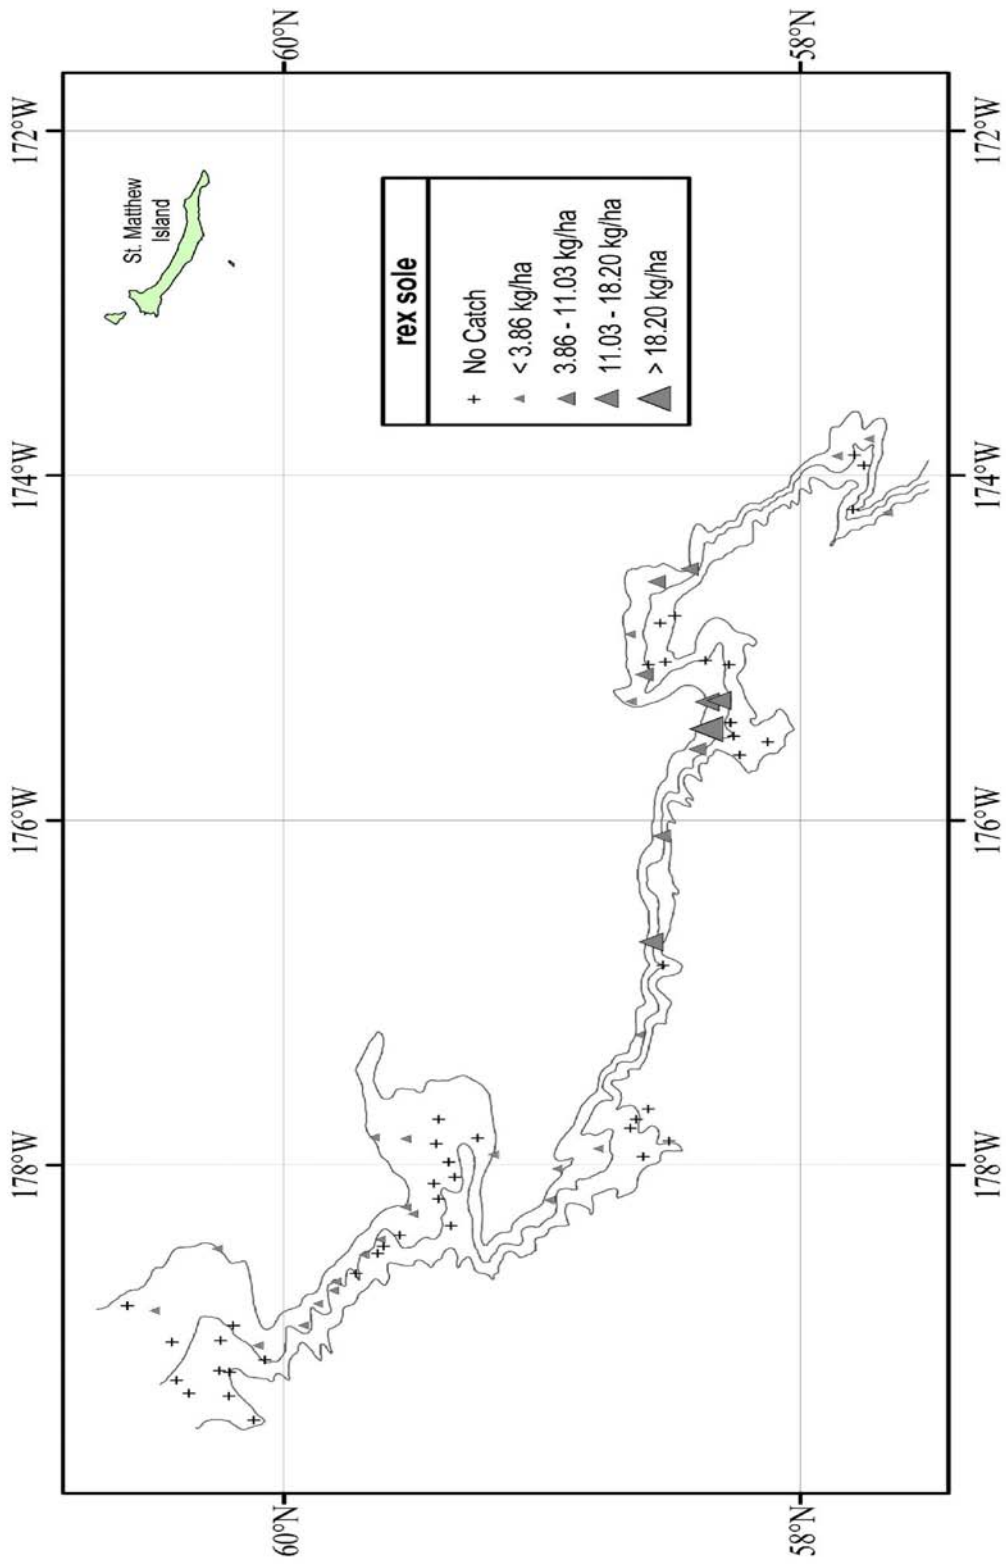 172°W
174°W
176°W
178°W
60°N
60°N
58°N
58°N
St. Matthew
Island
rex sole
No Catch
< 3.86 kg/ha
3.86 - 11.03 kg/ha
11.03 - 18.20 kg/ha
> 18.20 kg/ha
178°W
176°W
174°W
172°W